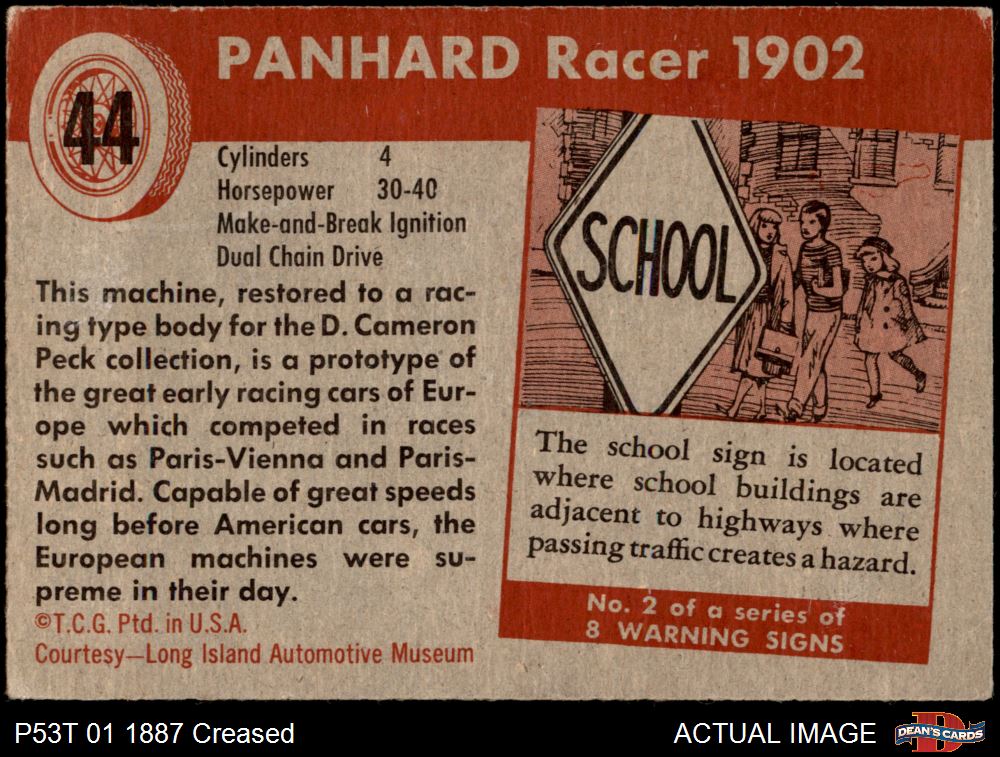 44
PANHARD Racer 1902
Cylinders 4
Horsepower 30-40
Make-and-Break Ignition
Dual Chain Drive
This machine, restored to a rac-
ing type body for the D. Cameron
Peck collection, is a prototype of
the great early racing cars of Eur-
ope which competed in races
such as Paris-Vienna and Paris-
Madrid. Capable of great speeds
long before American cars, the
European machines were su-
preme in their day.
©T.C.G. Ptd. in U.S.A.
Courtesy—Long Island Automotive Museum
SCHOOL
The school sign is located
where school buildings are
adjacent to highways where
passing traffic creates a hazard.
No. 2 of a series of
8 WARNING SIGNS
P53T 01 1887 Creased
ACTUAL IMAGE
D
DEAN'S CARDS